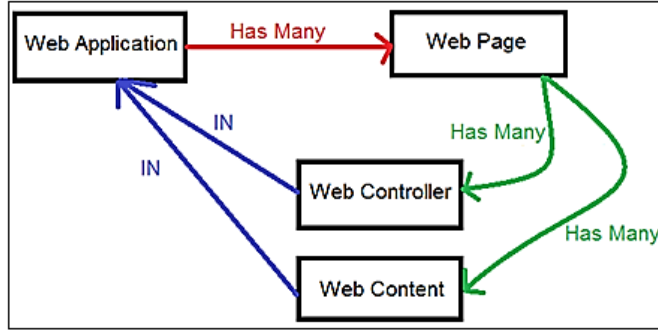 Web Application
Has Many
Web Page
IN
Has Many
IN
Web Controller
Has Many
Web Content